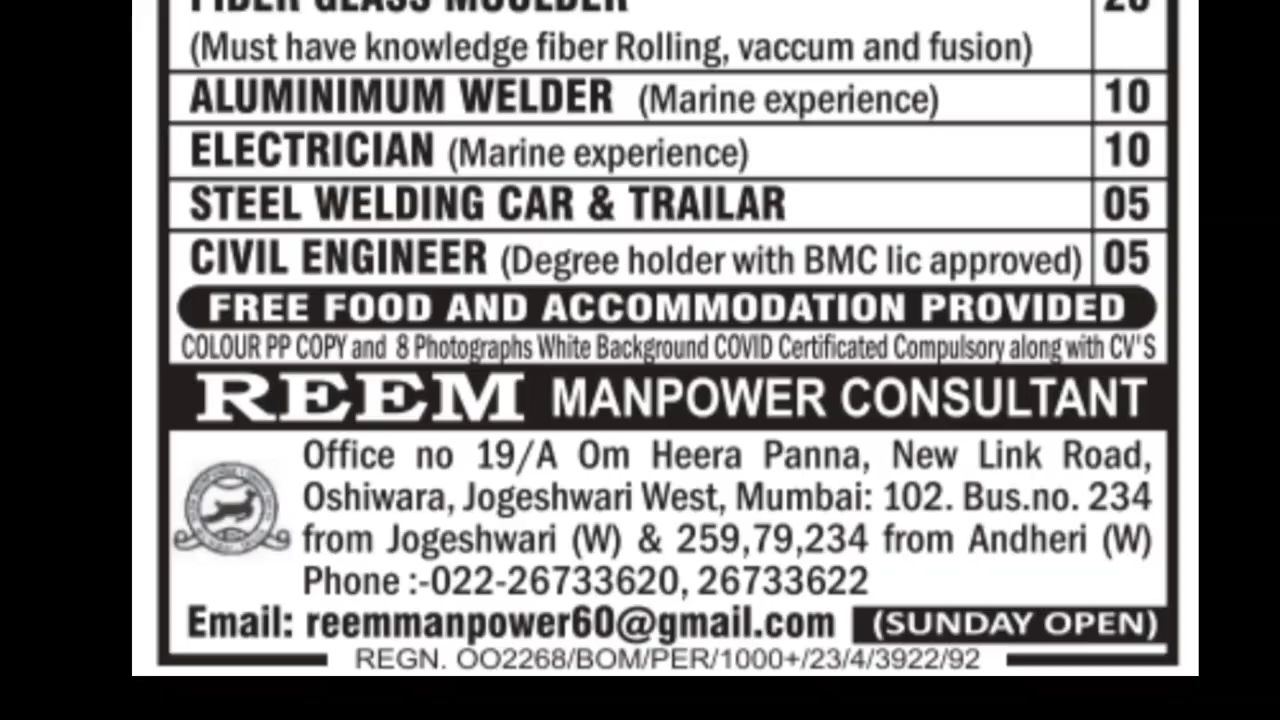 FIBER GLASS MOULDER 20
(Must have knowledge fiber Rolling, vaccum and fusion)
ALUMINIMUM WELDER (Marine experience) 10
ELECTRICIAN (Marine experience) 10
STEEL WELDING CAR & TRAILAR 05
CIVIL ENGINEER (Degree holder with BMC lic approved) 05
FREE FOOD AND ACCOMMODATION PROVIDED
COLOUR PP COPY and 8 Photographs White Background COVID Certificated Compulsory along with CV'S
REEM MANPOWER CONSULTANT
Office no 19/A Om Heera Panna, New Link Road,
Oshiwara, Jogeshwari West, Mumbai: 102. Bus.no. 234
from Jogeshwari (W) & 259,79,234 from Andheri (W)
Phone :-022-26733620, 26733622
Email: reemmanpower60@gmail.com (SUNDAY OPEN)
REGN. OO2268/BOM/PER/1000+/23/4/3922/92